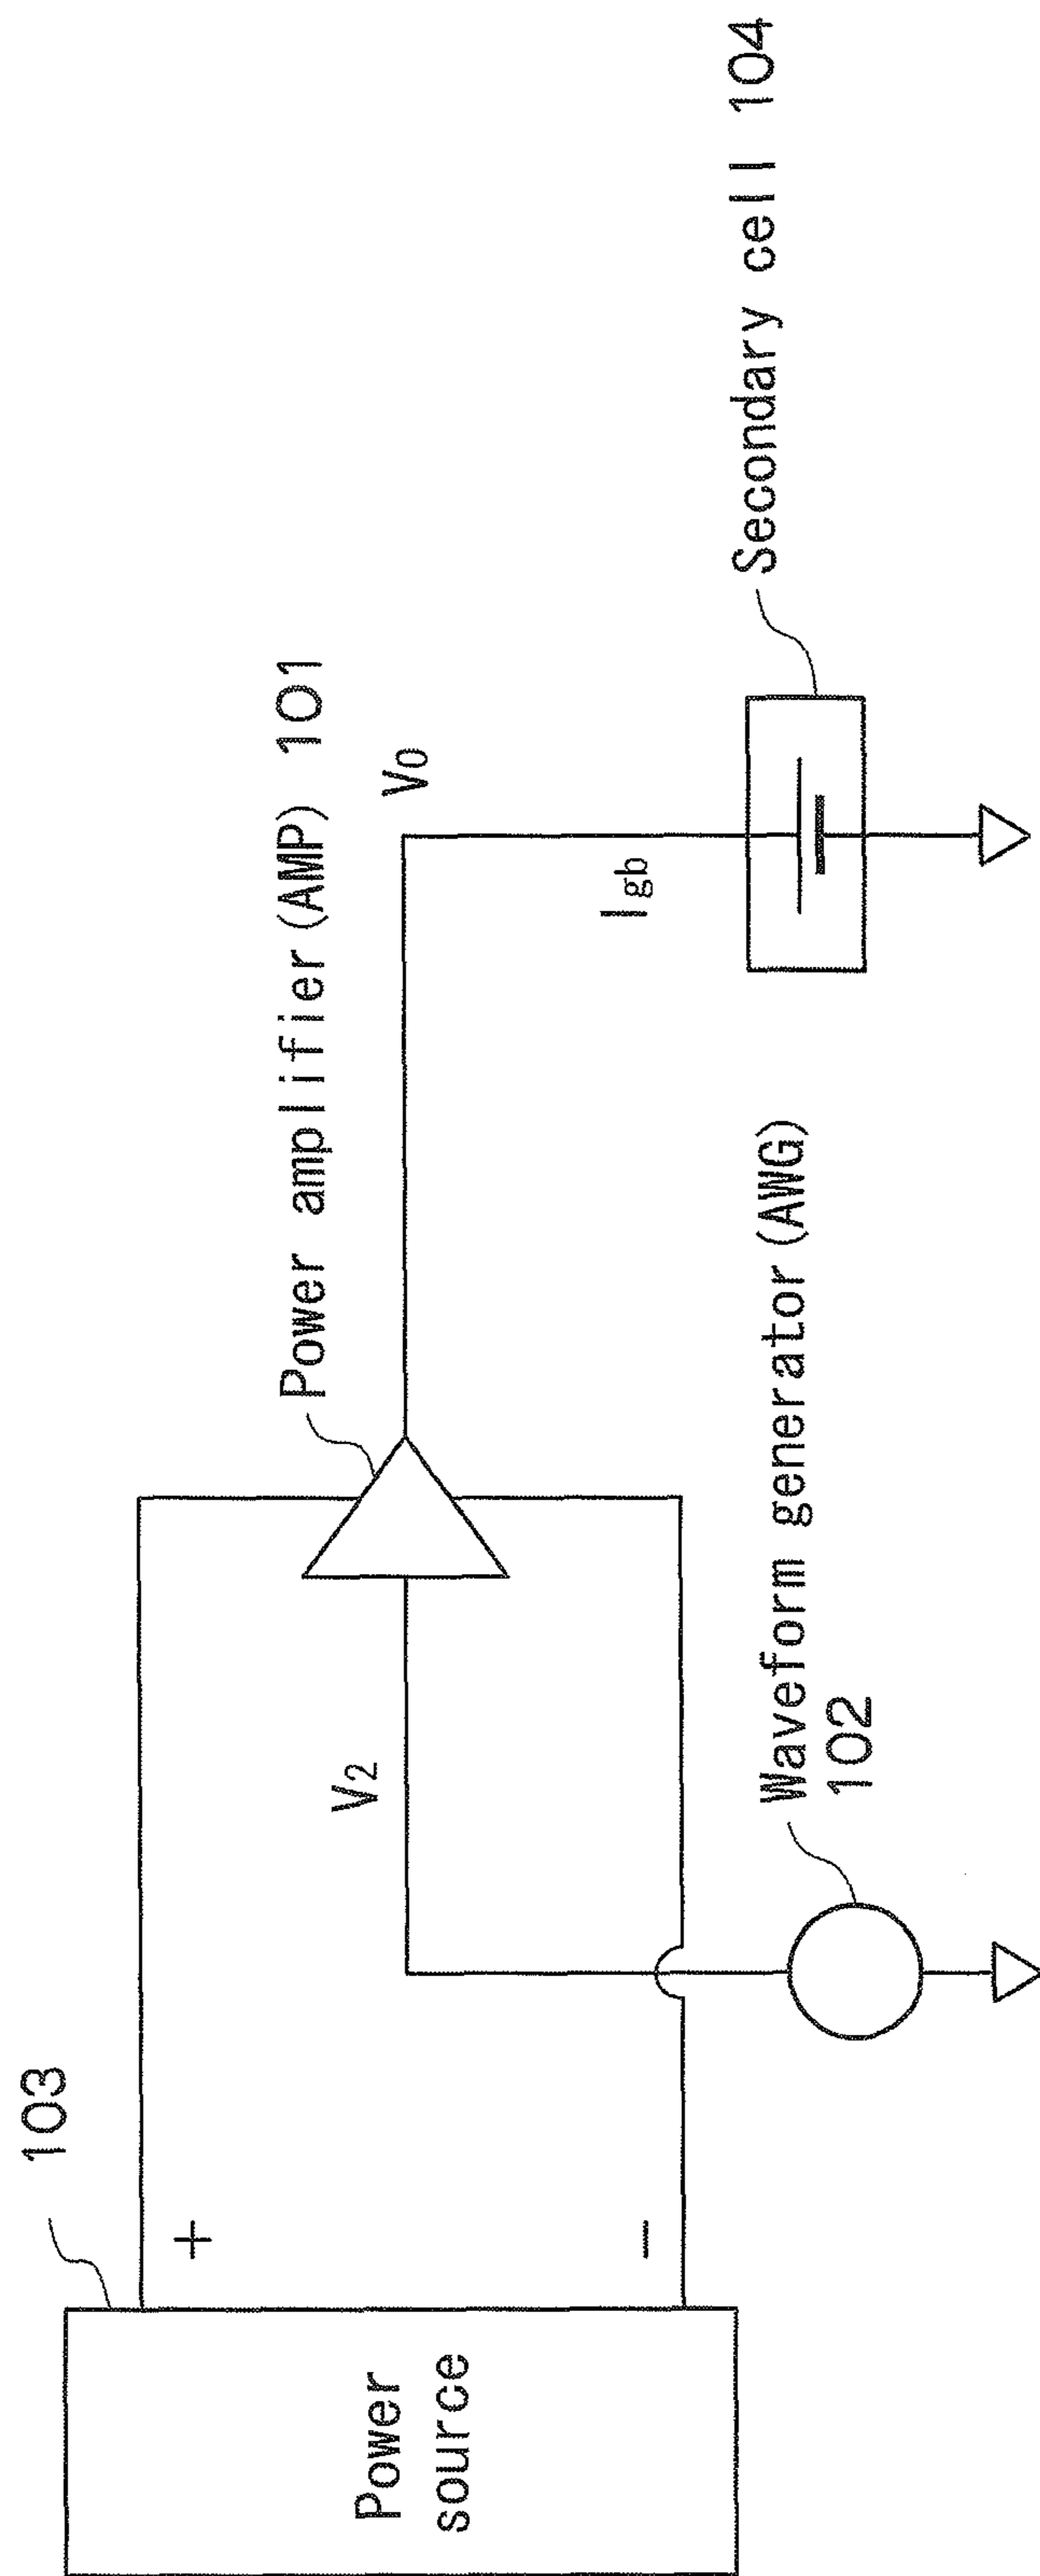 103
Power
source
+
−
V2
Power amplifier(AMP) 101
V0
Igb
Waveform generator(AWG)
102
Secondary cell 104